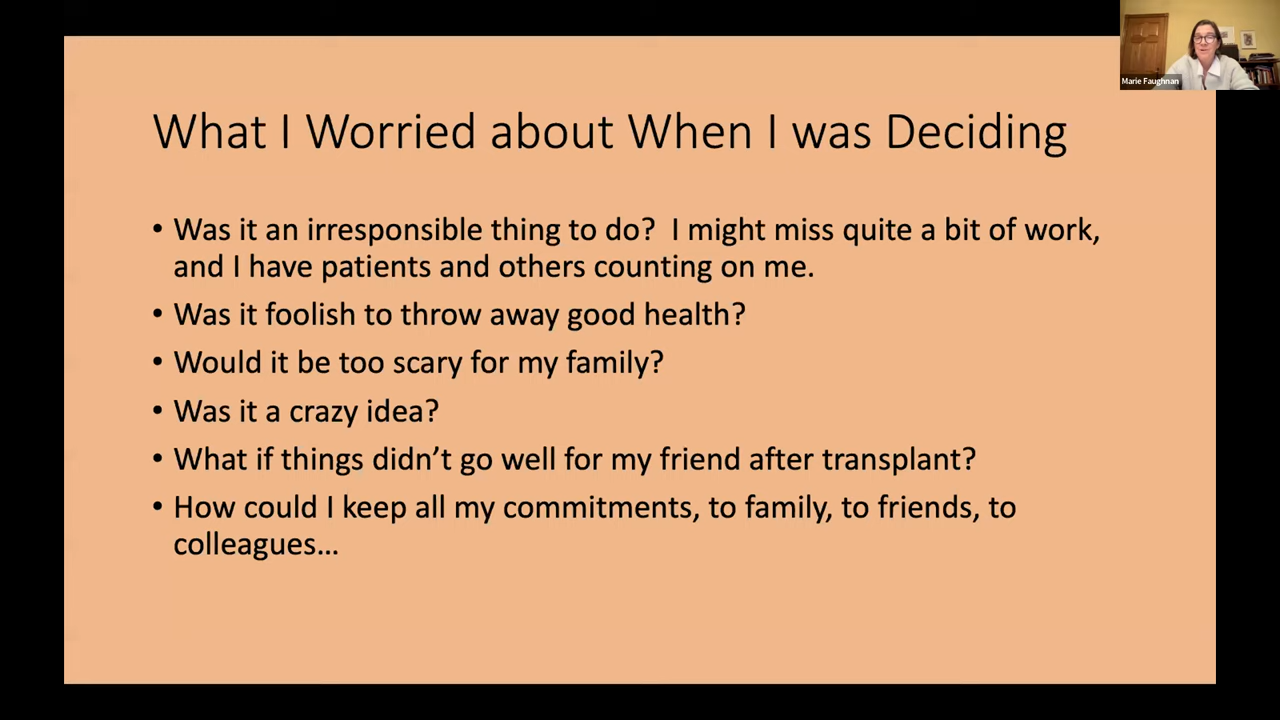 Marie Faughnan
What I Worried about When I was Deciding
• Was it an irresponsible thing to do?  I might miss quite a bit of work,
and I have patients and others counting on me.
• Was it foolish to throw away good health?
• Would it be too scary for my family?
• Was it a crazy idea?
• What if things didn’t go well for my friend after transplant?
• How could I keep all my commitments, to family, to friends, to
colleagues…